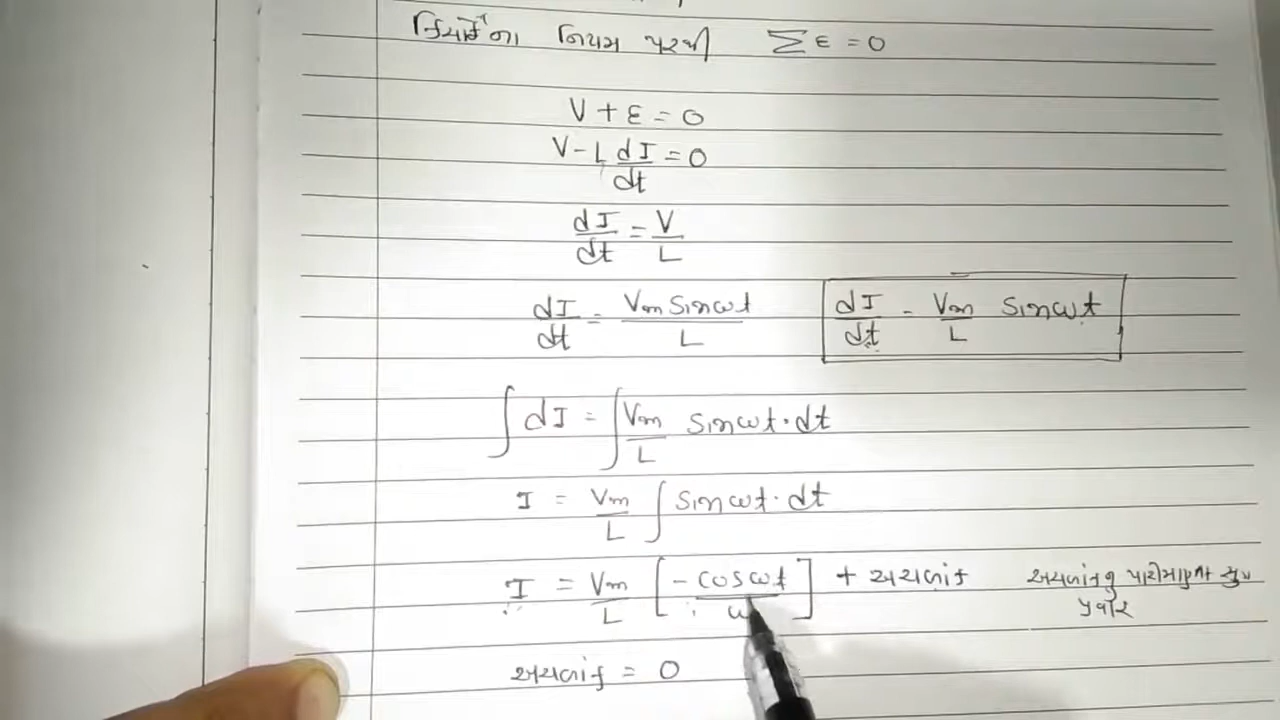 કિર્ચોફના નિયમ પરથી Σε = 0
V + ε = 0
V - L dI/dt = 0
dI/dt = V/L
dI/dt = Vm sinωt / L    dI/dt = Vm/L sinωt
∫ dI = ∫ Vm/L sinωt · dt
I = Vm/L ∫ sinωt · dt
I = Vm/L [ - cosωt / ω ] + અચળાંક અચળાંકનું પારિમાણ
પ્રવાહ
અચળાંક = 0